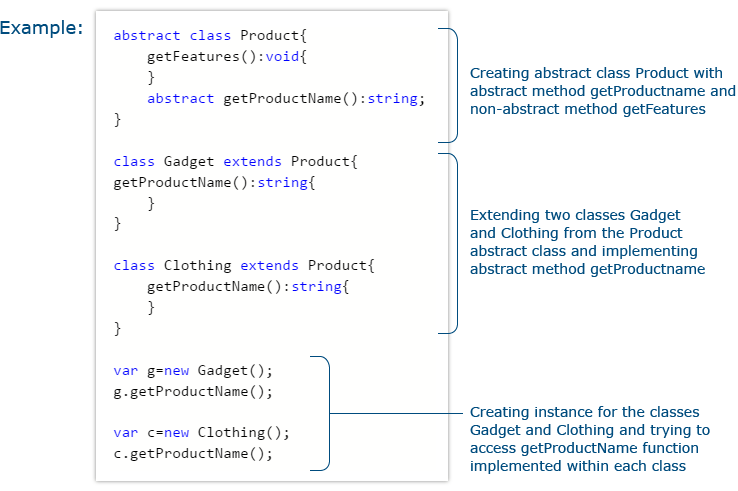 Example:
abstract class Product{
getFeatures():void{
}
abstract getProductName():string;
}
Creating abstract class Product with
abstract method getProductname and
non-abstract method getFeatures
class Gadget extends Product{
getProductName():string{
}
}
class Clothing extends Product{
getProductName():string{
}
}
Extending two classes Gadget
and Clothing from the Product
abstract class and implementing
abstract method getProductname
var g=new Gadget();
g.getProductName();
var c=new Clothing();
c.getProductName();
Creating instance for the classes
Gadget and Clothing and trying to
access getProductName function
implemented within each class